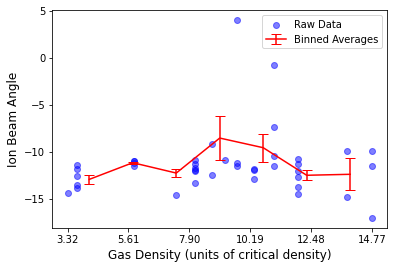 5
0
−5
−10
−15
Ion Beam Angle
Raw Data
Binned Averages
3.32 5.61 7.90 10.19 12.48 14.77
Gas Density (units of critical density)